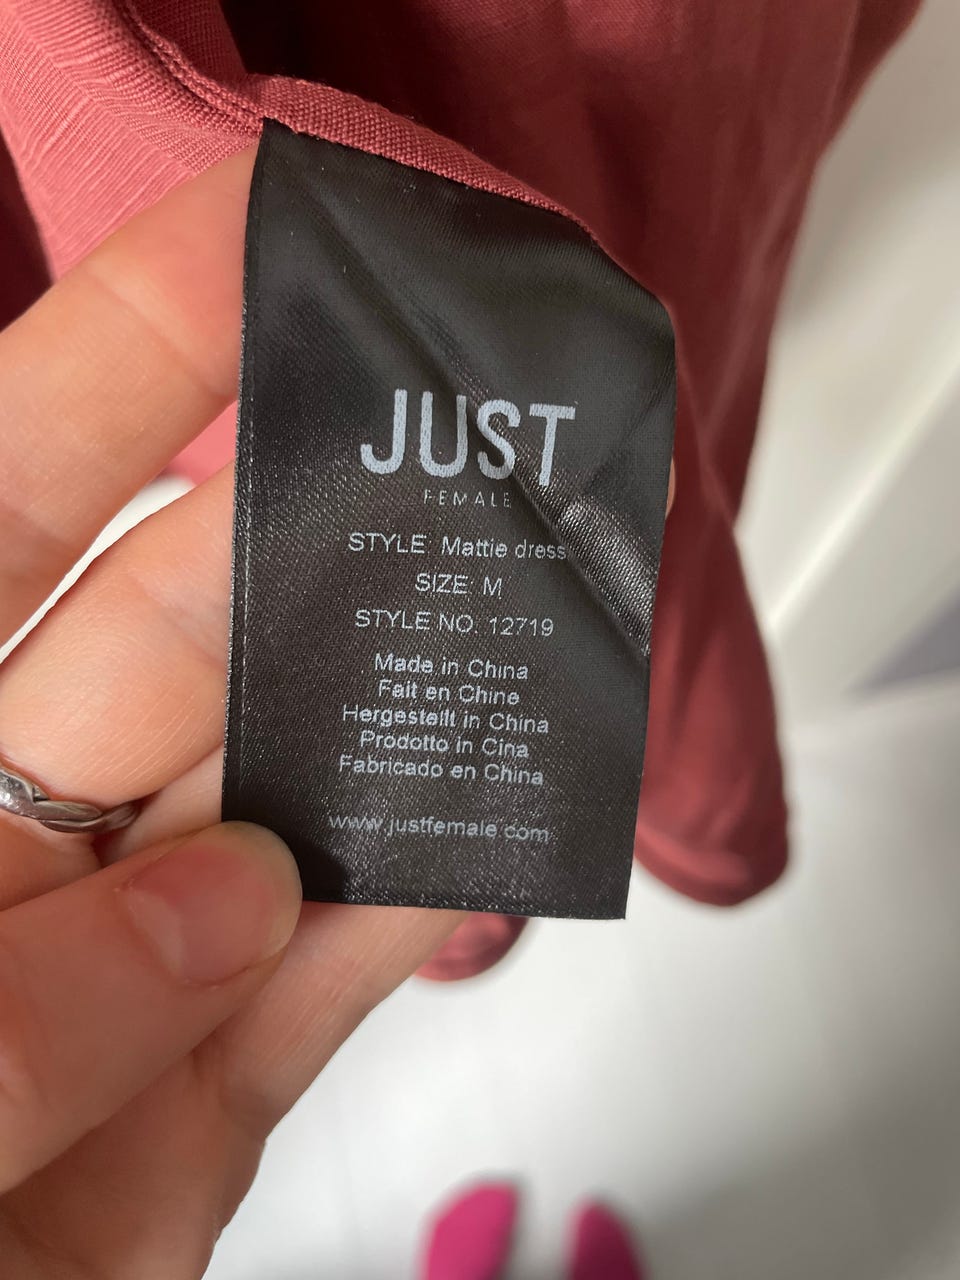 JUST
FEMALE
STYLE Mattie dress
SIZE M
STYLE NO. 12719
Made in China
Fait en Chine
Hergestellt in China
Prodotto in Cina
Fabricado en China
www.justfemale.com